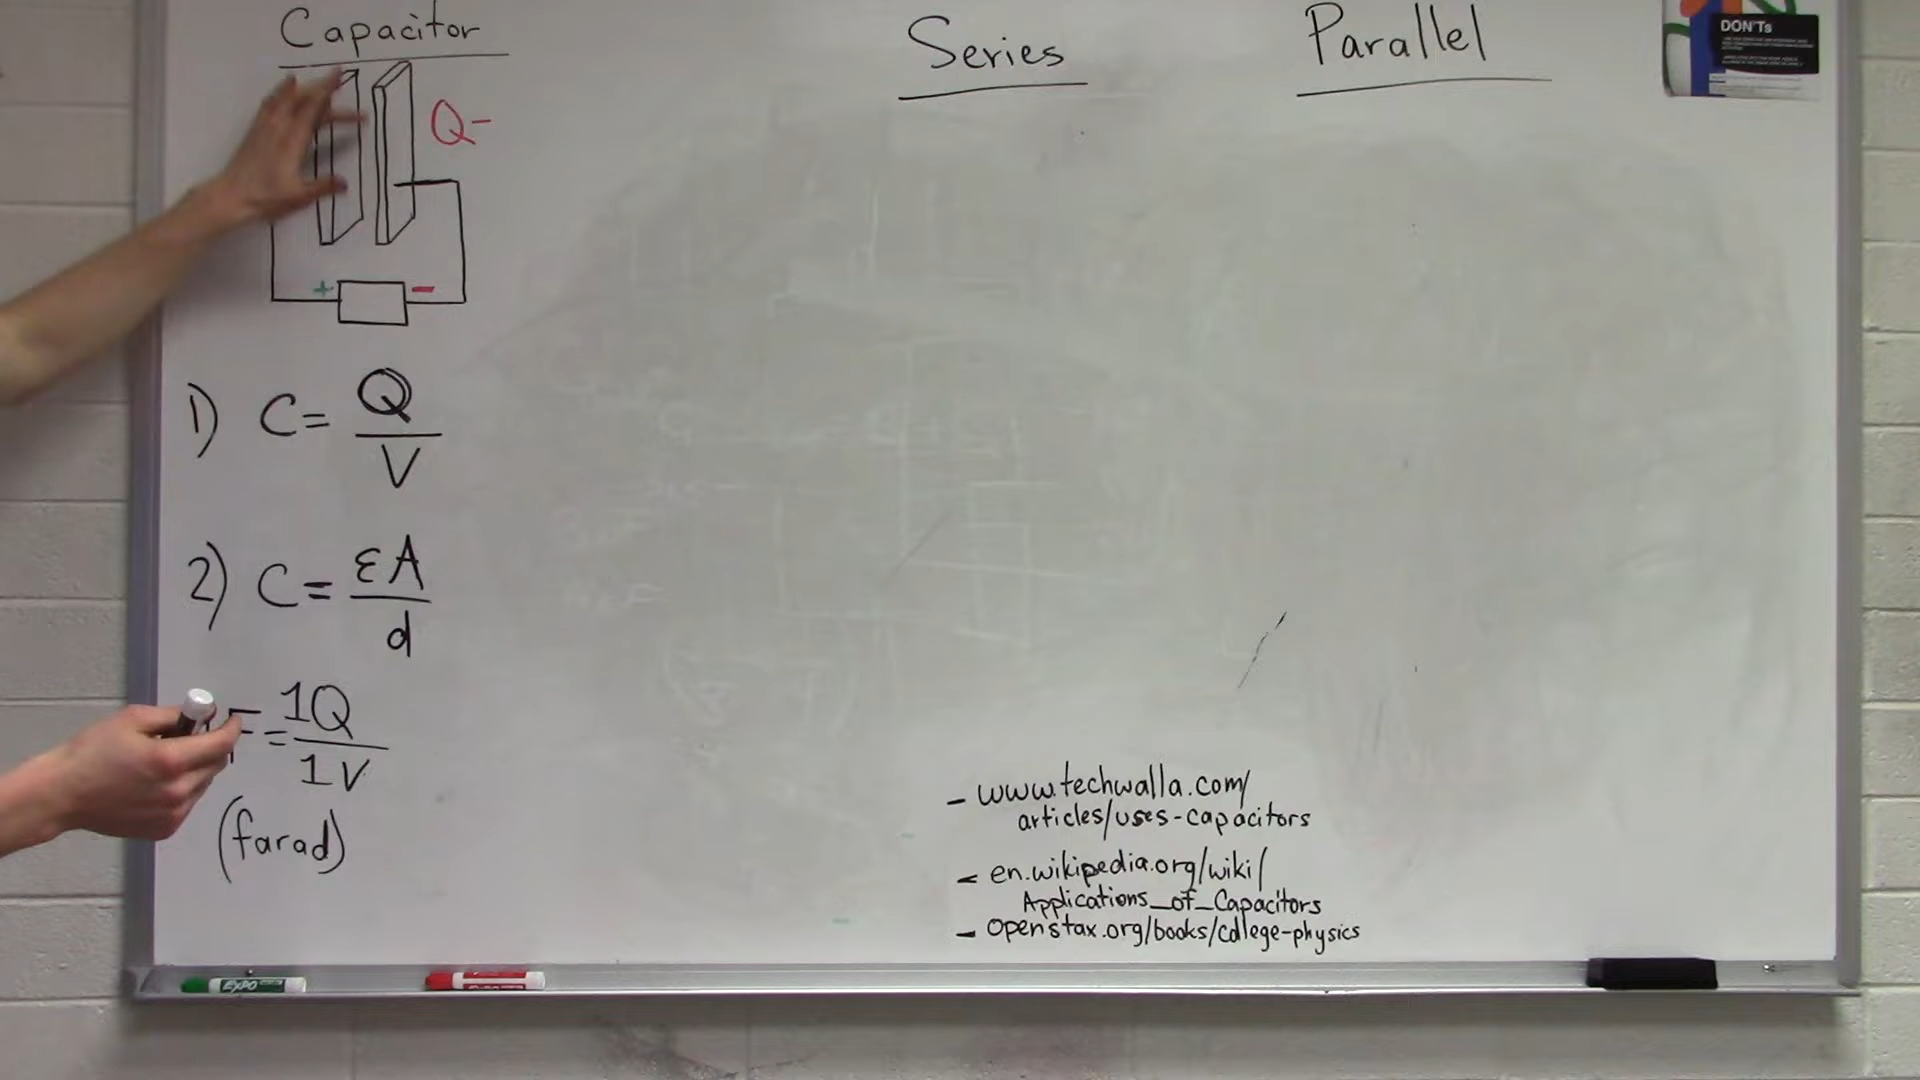 Capacitor
Q-
+ -
1) C = Q
V
2) C = εA
d
F = 1Q
1V
(farad)
Series
Parallel
DON'Ts
- www.techwalla.com/
articles/uses-capacitors
- en.wikipedia.org/wiki/
Applications_of_Capacitors
- openstax.org/books/college-physics
EXPO